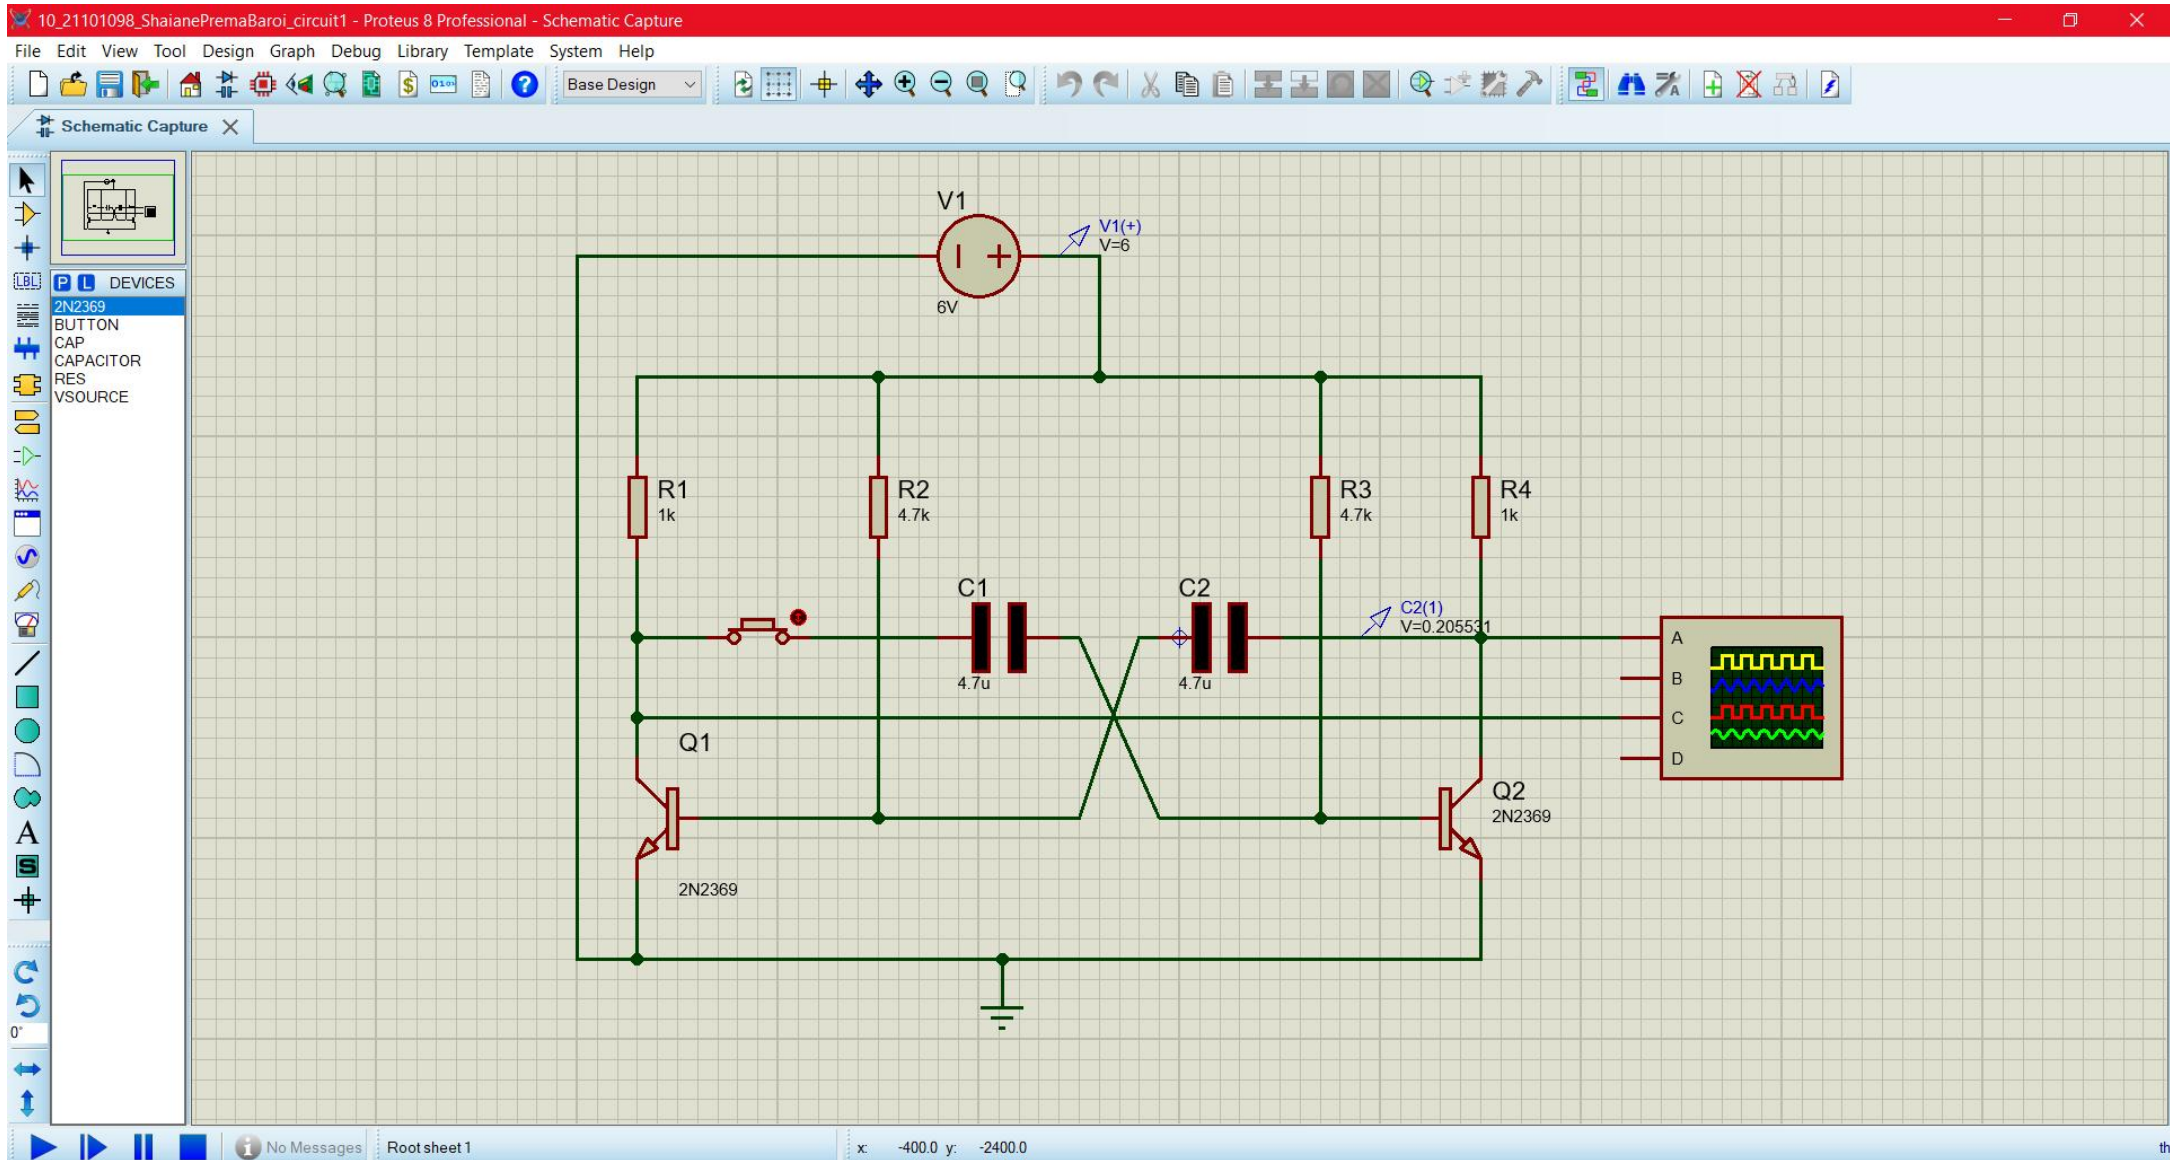 10_21101098_ShaianePremaBaroi_circuit1 - Proteus 8 Professional - Schematic Capture
File Edit View Tool Design Graph Debug Library Template System Help
Base Design
Schematic Capture
P L DEVICES
2N2369
BUTTON
CAP
CAPACITOR
RES
VSOURCE
LBL
A
S
0°
V1
6V
V1(+)
V=6
R1
1k
R2
4.7k
R3
4.7k
R4
1k
C1
4.7u
C2
4.7u
C2(1)
V=0.205531
A
B
C
D
Q1
2N2369
Q2
2N2369
No Messages
Root sheet 1
x: -400.0 y: -2400.0
th